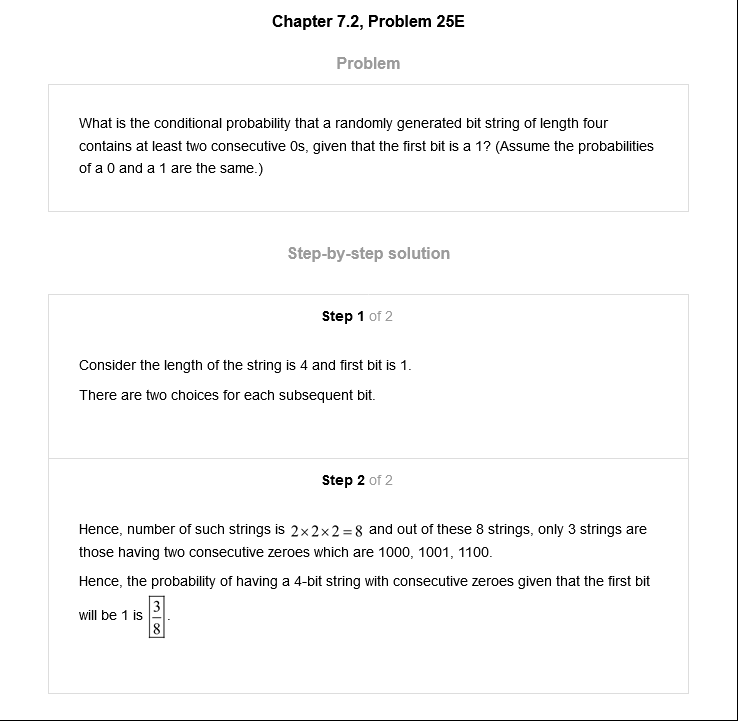 Chapter 7.2, Problem 25E
Problem
What is the conditional probability that a randomly generated bit string of length four
contains at least two consecutive 0s, given that the first bit is a 1? (Assume the probabilities
of a 0 and a 1 are the same.)
Step-by-step solution
Step 1 of 2
Consider the length of the string is 4 and first bit is 1.
There are two choices for each subsequent bit.
Step 2 of 2
Hence, number of such strings is 2×2×2=8 and out of these 8 strings, only 3 strings are
those having two consecutive zeroes which are 1000, 1001, 1100.
Hence, the probability of having a 4-bit string with consecutive zeroes given that the first bit
will be 1 is 3/8.